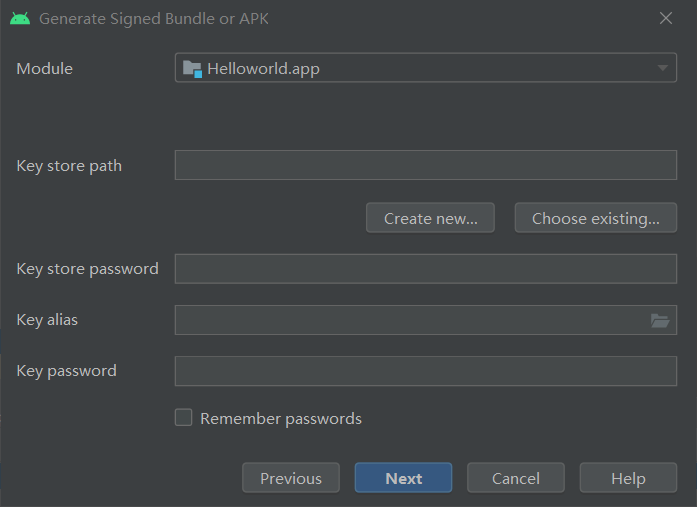 Generate Signed Bundle or APK
Module
Helloworld.app
Key store path
Create new...
Choose existing...
Key store password
Key alias
Key password
Remember passwords
Previous
Next
Cancel
Help